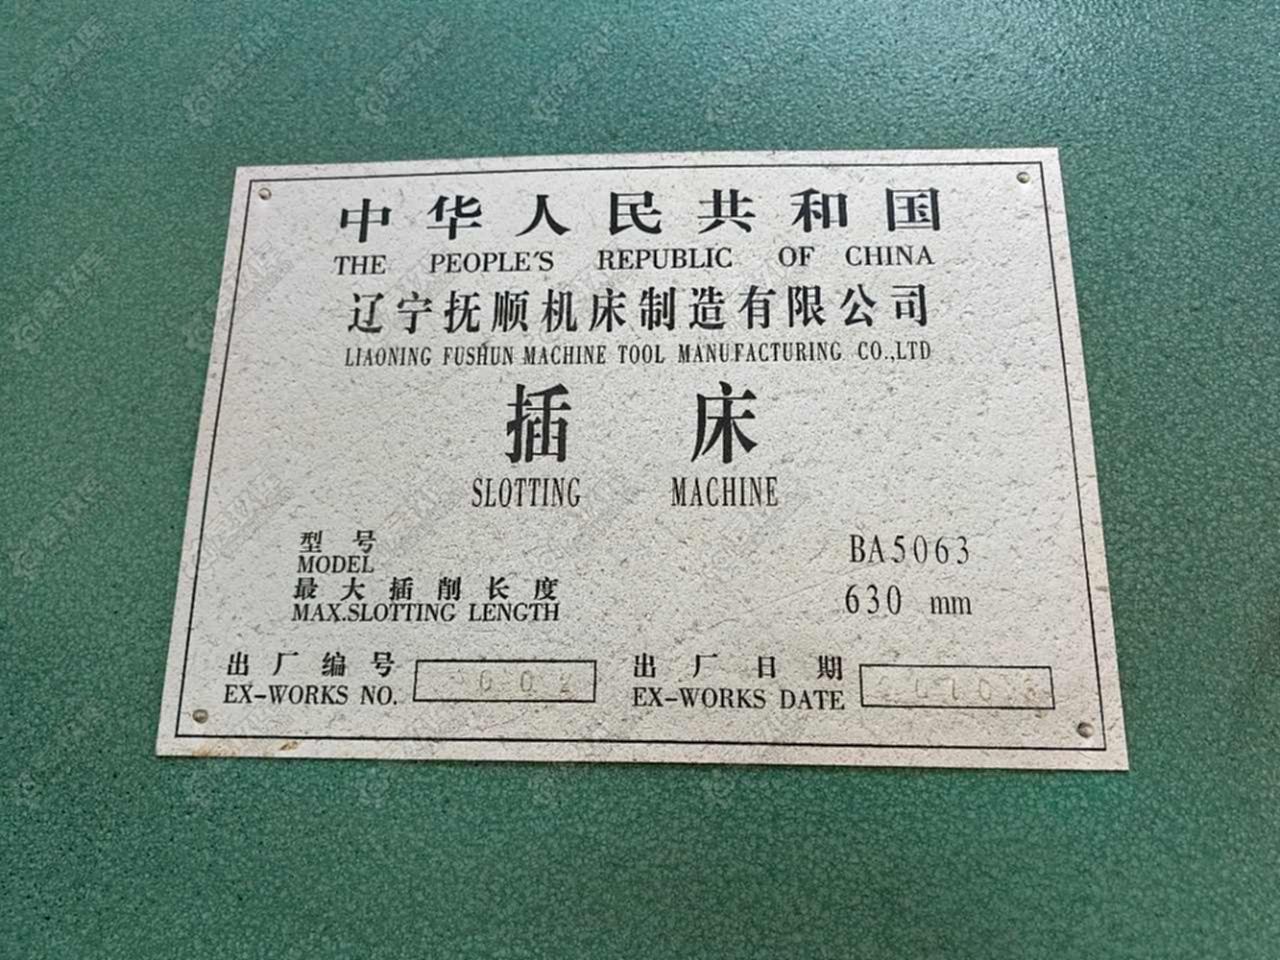 中华人民共和国
THE PEOPLE'S REPUBLIC OF CHINA
辽宁抚顺机床制造有限公司
LIAONING FUSHUN MACHINE TOOL MANUFACTURING CO.,LTD
插床
SLOTTING MACHINE
型号 BA5063
MODEL
最大插削长度 630 mm
MAX.SLOTTING LENGTH
出厂编号
EX-WORKS NO.
出厂日期
EX-WORKS DATE